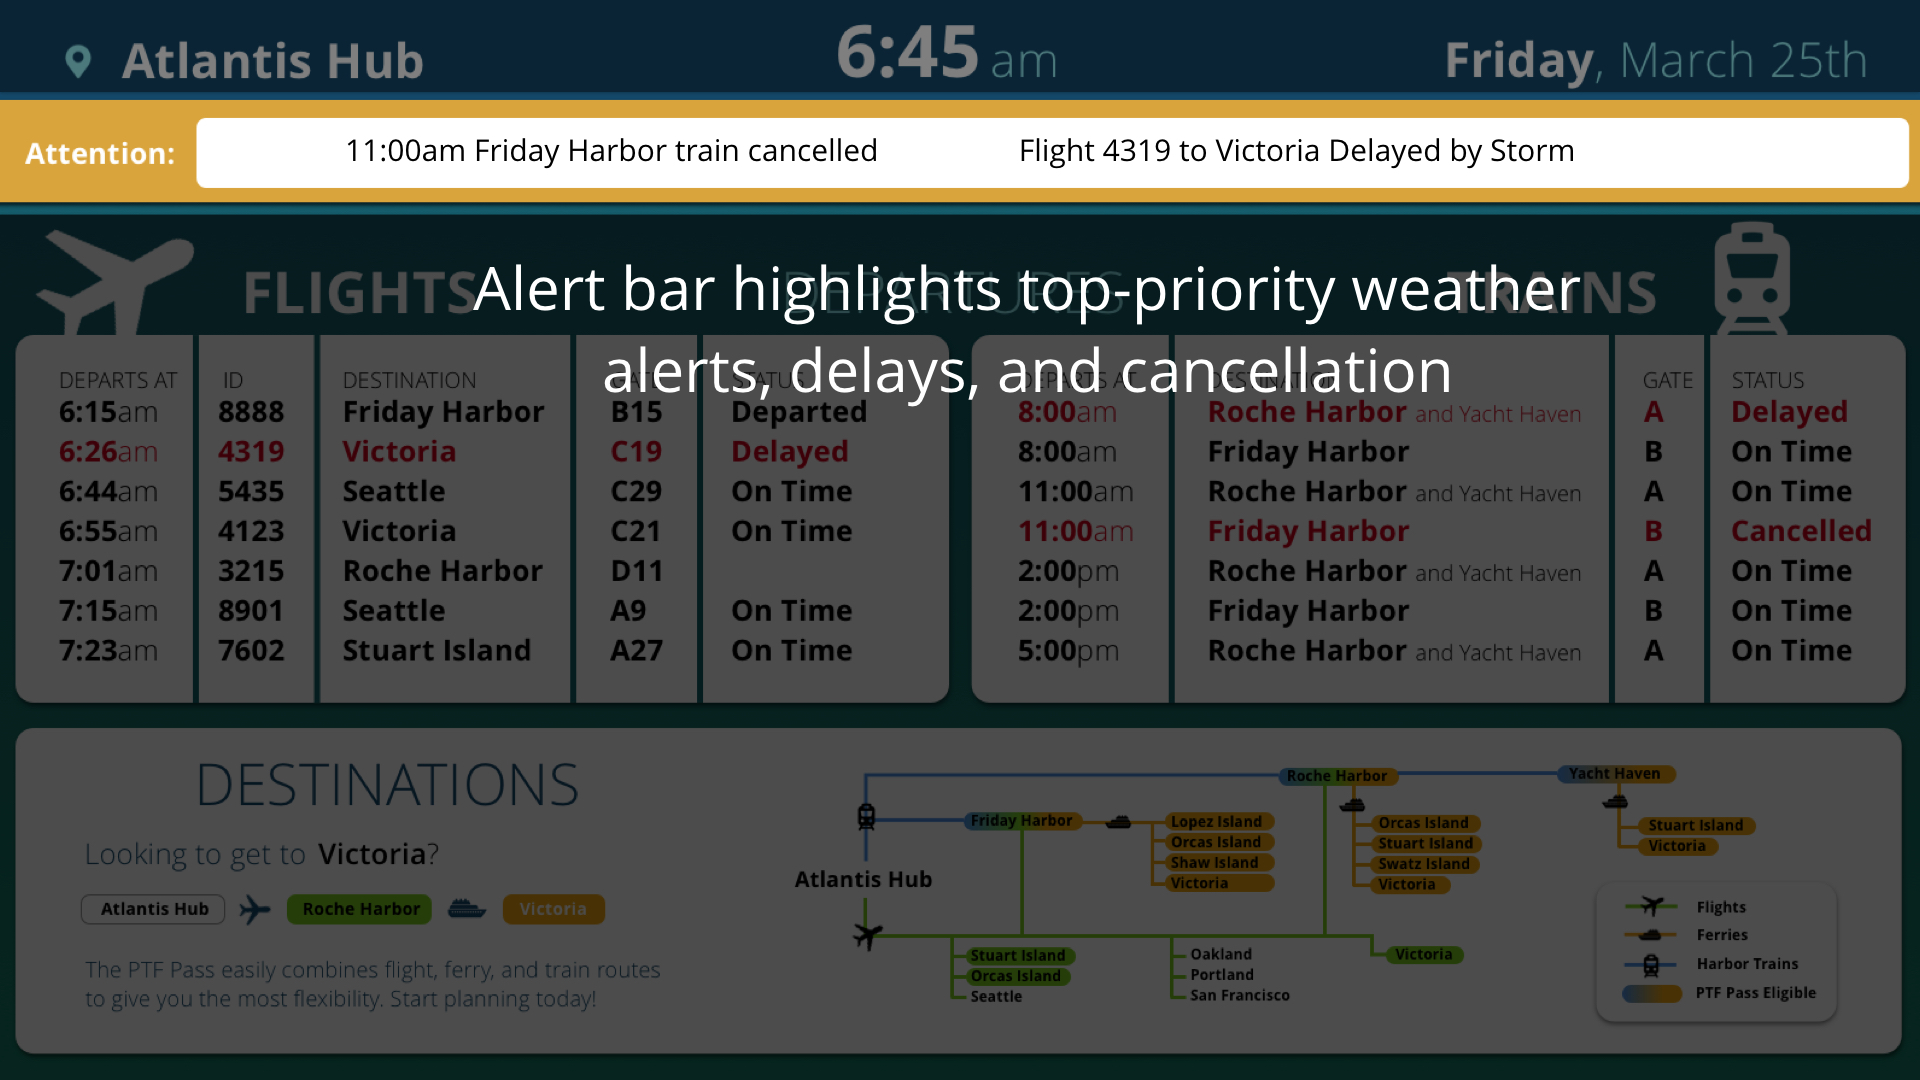 Atlantis Hub
6:45 am
Friday, March 25th
Attention:
11:00am Friday Harbor train cancelled
Flight 4319 to Victoria Delayed by Storm
FLIGHTS
DEPARTURES
TRAINS
Alert bar highlights top-priority weather
alerts, delays, and cancellation
DEPARTS AT ID DESTINATION GATE STATUS
6:15am 8888 Friday Harbor B15 Departed
6:26am 4319 Victoria C19 Delayed
6:44am 5435 Seattle C29 On Time
6:55am 4123 Victoria C21 On Time
7:01am 3215 Roche Harbor D11
7:15am 8901 Seattle A9 On Time
7:23am 7602 Stuart Island A27 On Time
DEPARTS AT DESTINATION GATE STATUS
8:00am Roche Harbor and Yacht Haven A Delayed
8:00am Friday Harbor B On Time
11:00am Roche Harbor and Yacht Haven A On Time
11:00am Friday Harbor B Cancelled
2:00pm Roche Harbor and Yacht Haven A On Time
2:00pm Friday Harbor B On Time
5:00pm Roche Harbor and Yacht Haven A On Time
DESTINATIONS
Looking to get to Victoria?
Atlantis Hub Roche Harbor Victoria
The PTF Pass easily combines flight, ferry, and train routes
to give you the most flexibility. Start planning today!
Roche Harbor
Yacht Haven
Friday Harbor
Lopez Island
Orcas Island
Shaw Island
Victoria
Orcas Island
Stuart Island
Swatz Island
Victoria
Stuart Island
Victoria
Atlantis Hub
Stuart Island
Orcas Island
Seattle
Oakland
Portland
San Francisco
Victoria
Flights
Ferries
Harbor Trains
PTF Pass Eligible